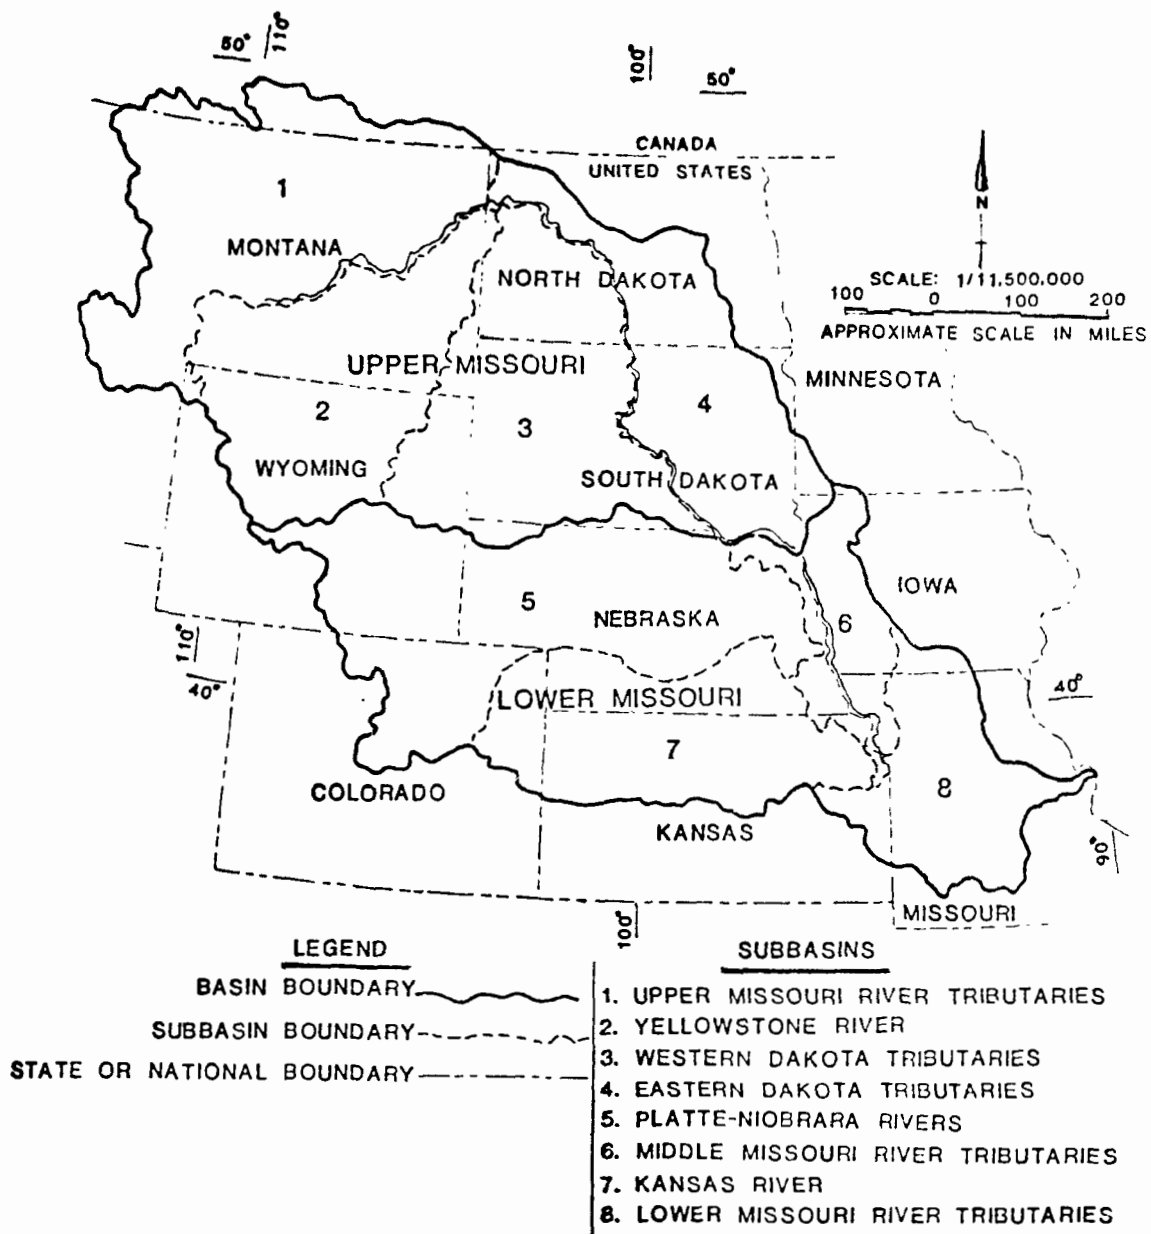 50° 110°
100° 50°
CANADA
UNITED STATES
1
N
MONTANA
NORTH DAKOTA
SCALE: 1/11,500,000
100 0 100 200
APPROXIMATE SCALE IN MILES
UPPER MISSOURI
MINNESOTA
2
3
4
WYOMING
SOUTH DAKOTA
5
NEBRASKA
6
IOWA
110°
40°
LOWER MISSOURI
40°
7
8
COLORADO
KANSAS
90°
100°
MISSOURI
LEGEND
BASIN BOUNDARY
SUBBASIN BOUNDARY
STATE OR NATIONAL BOUNDARY
SUBBASINS
1. UPPER MISSOURI RIVER TRIBUTARIES
2. YELLOWSTONE RIVER
3. WESTERN DAKOTA TRIBUTARIES
4. EASTERN DAKOTA TRIBUTARIES
5. PLATTE-NIOBRARA RIVERS
6. MIDDLE MISSOURI RIVER TRIBUTARIES
7. KANSAS RIVER
8. LOWER MISSOURI RIVER TRIBUTARIES